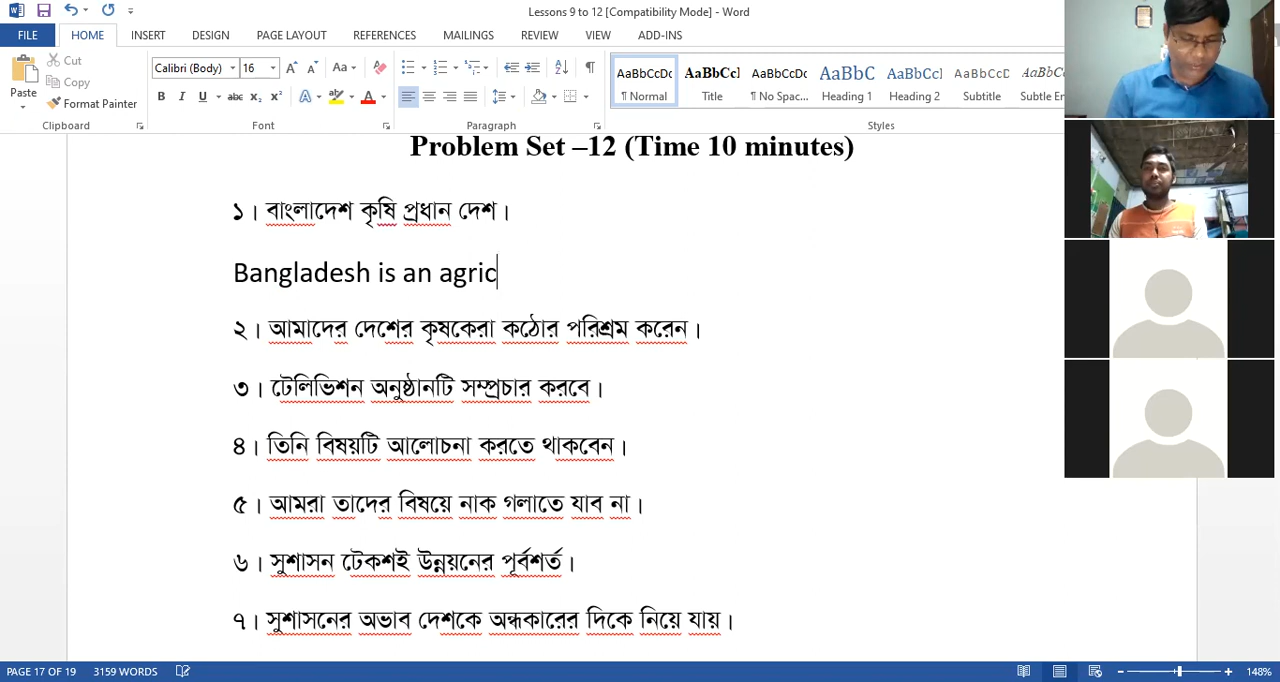 Lessons 9 to 12 [Compatibility Mode] - Word
FILE HOME INSERT DESIGN PAGE LAYOUT REFERENCES MAILINGS REVIEW VIEW ADD-INS
Cut
Copy
Format Painter
Paste
Clipboard
Calibri (Body) 16
Font
Paragraph
AaBbCcDc AaBbCcI AaBbCcDc AaBbC AaBbCcI AaBbCcD AaBbCcD
¶ Normal Title ¶ No Spac... Heading 1 Heading 2 Subtitle Subtle En
Styles
Problem Set –12 (Time 10 minutes)
১। বাংলাদেশ কৃষি প্রধান দেশ।
Bangladesh is an agric
২। আমাদের দেশের কৃষকেরা কঠোর পরিশ্রম করেন।
৩। টেলিভিশন অনুষ্ঠানটি সম্প্রচার করবে।
৪। তিনি বিষয়টি আলোচনা করতে থাকবেন।
৫। আমরা তাদের বিষয়ে নাক গলাতে যাব না।
৬। সুশাসন টেকশই উন্নয়নের পূর্বশর্ত।
৭। সুশাসনের অভাব দেশকে অন্ধকারের দিকে নিয়ে যায়।
PAGE 17 OF 19 3159 WORDS 148%